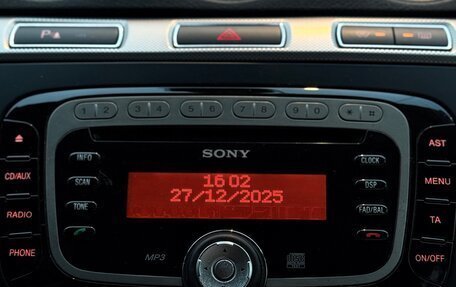 P
1 2 3 4 5 6 7 8 9 0 * #
SONY
INFO
SCAN
TONE
CD/AUX
RADIO
PHONE
16 02
27/12/2025
CLOCK
DSP
FAD/BAL
AST
MENU
TA
ON/OFF
MP3